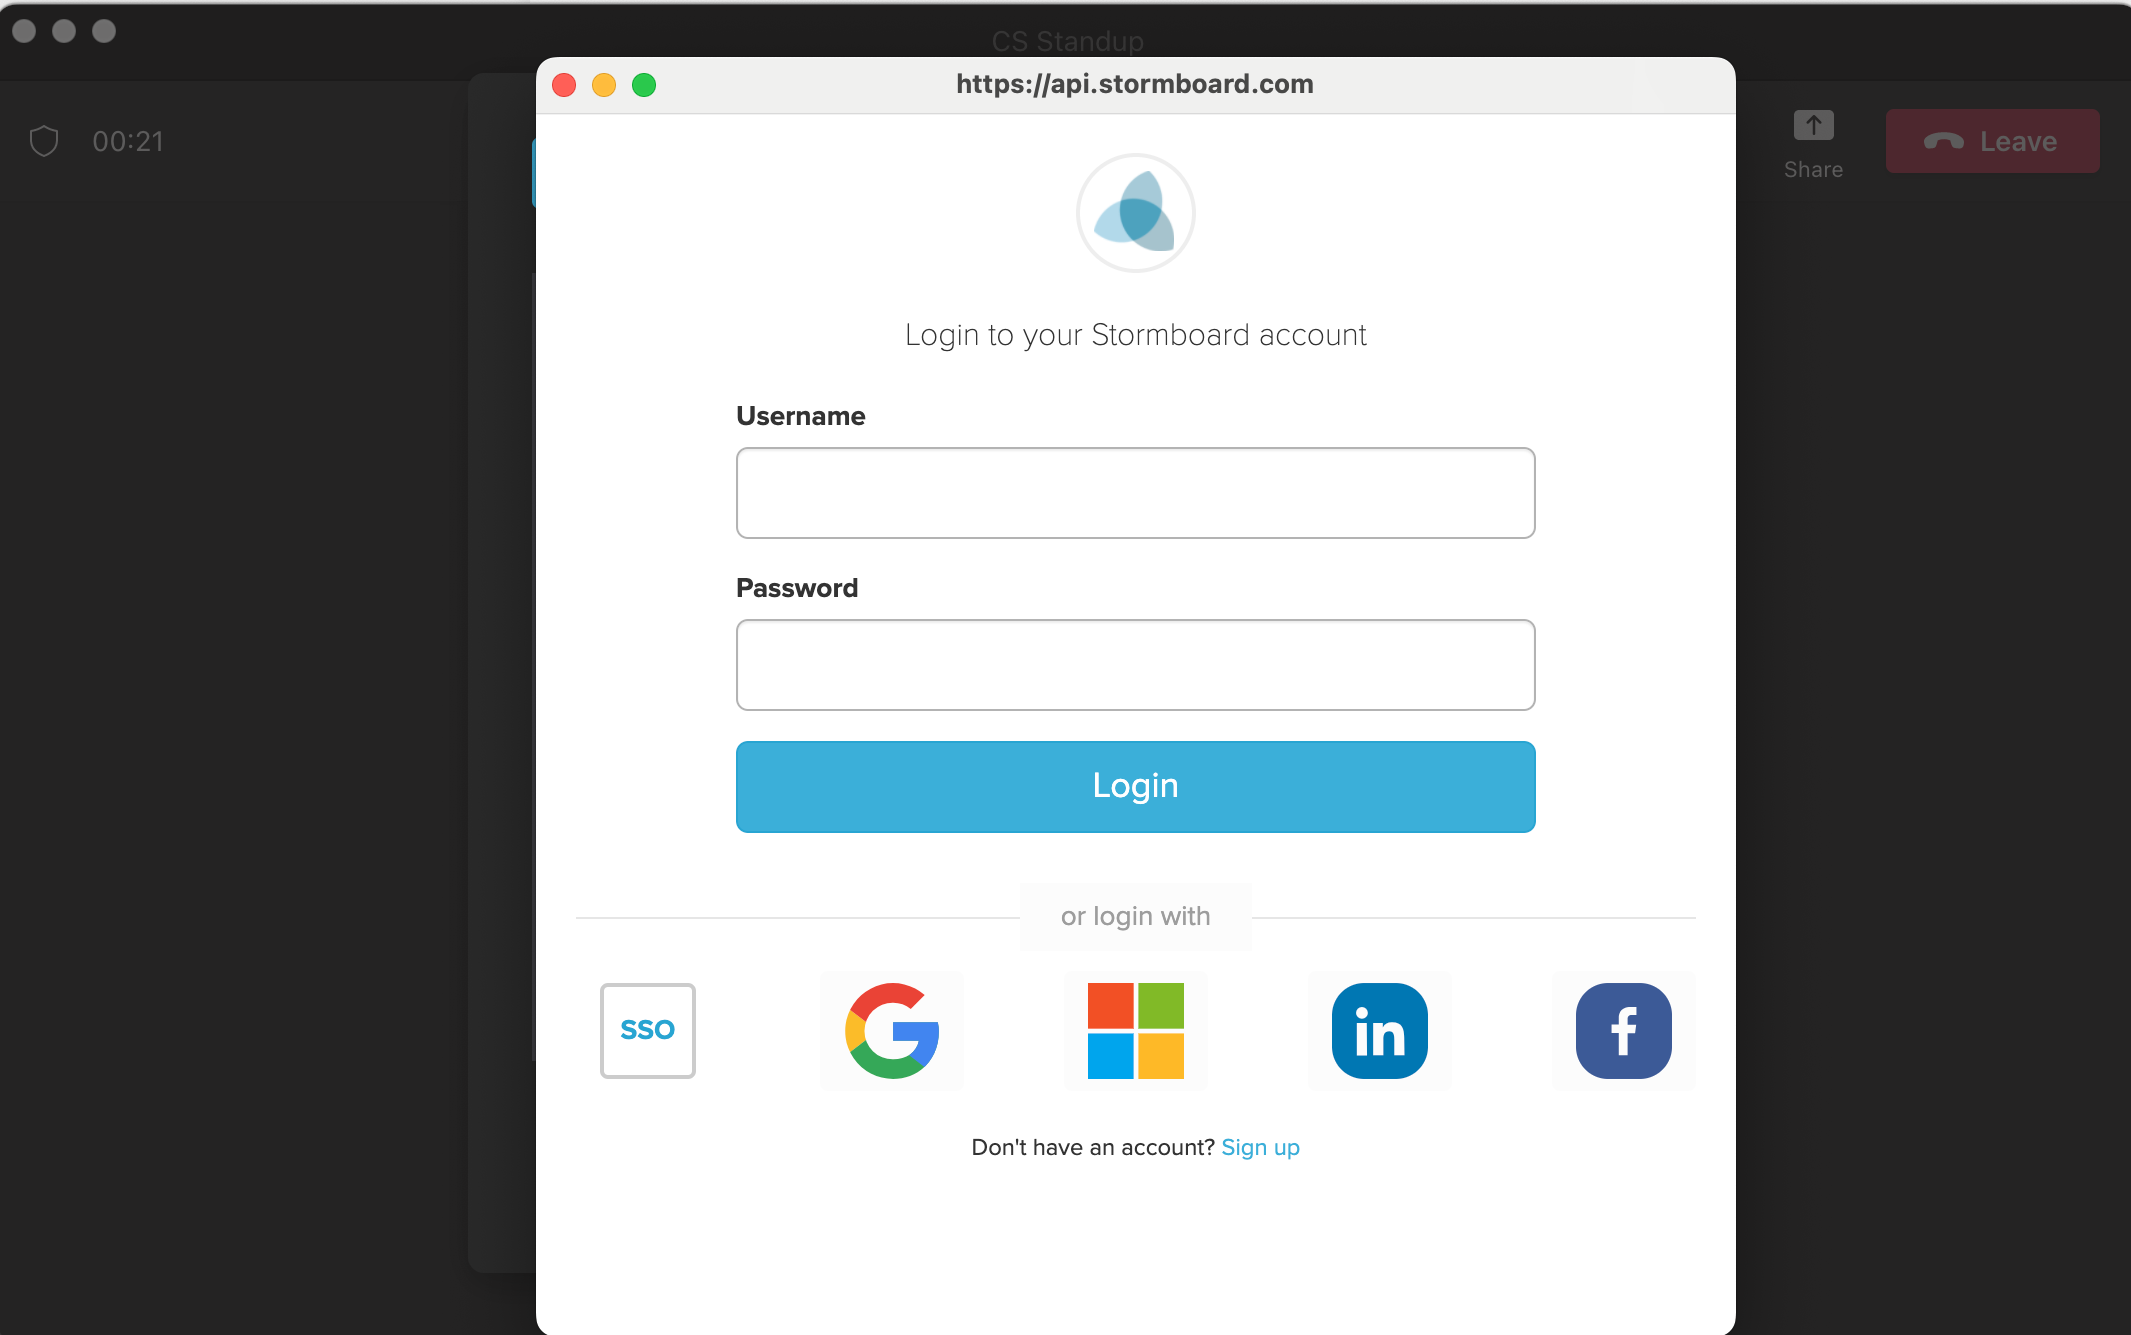 CS Standup
https://api.stormboard.com
00:21
Share
Leave
Login to your Stormboard account
Username
Password
Login
or login with
SSO
G
in
f
Don't have an account? Sign up